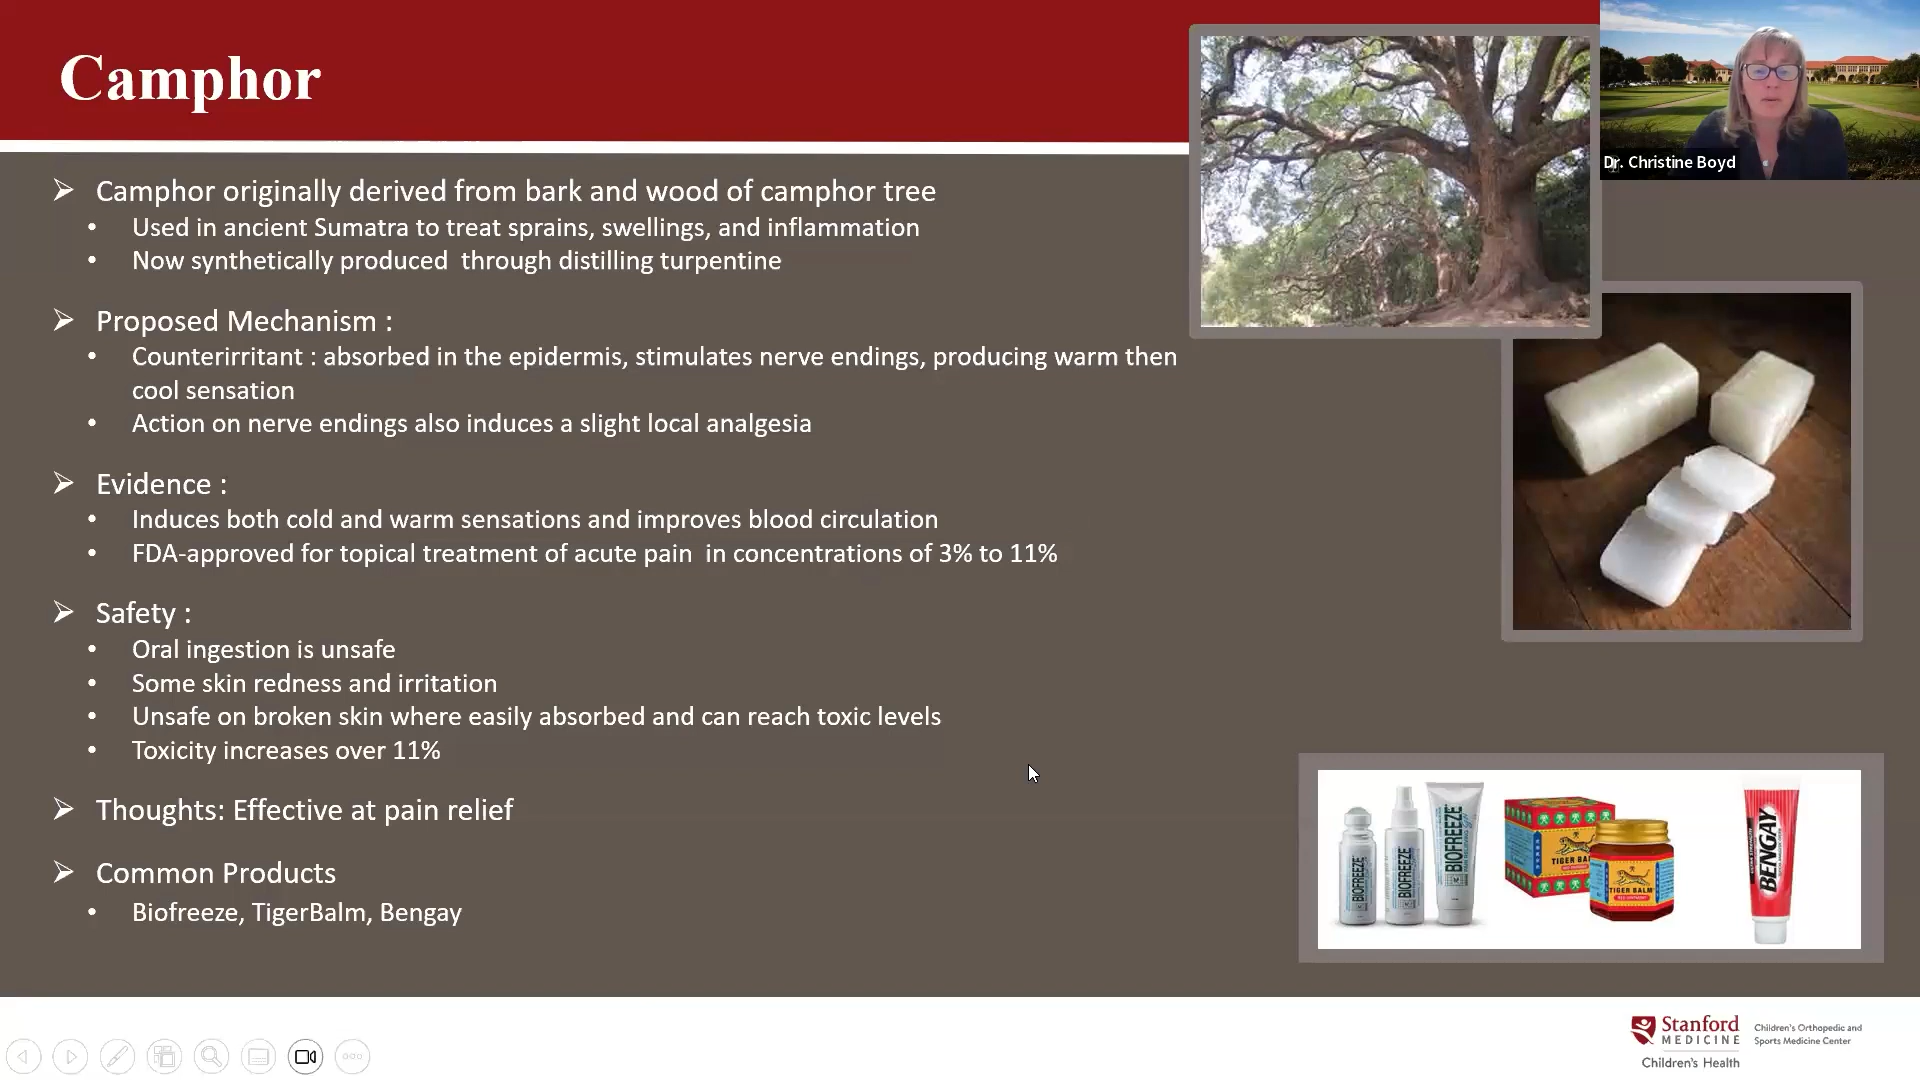 Camphor
Dr. Christine Boyd
Camphor originally derived from bark and wood of camphor tree
Used in ancient Sumatra to treat sprains, swellings, and inflammation
Now synthetically produced through distilling turpentine
Proposed Mechanism :
Counterirritant : absorbed in the epidermis, stimulates nerve endings, producing warm then
cool sensation
Action on nerve endings also induces a slight local analgesia
Evidence :
Induces both cold and warm sensations and improves blood circulation
FDA-approved for topical treatment of acute pain in concentrations of 3% to 11%
Safety :
Oral ingestion is unsafe
Some skin redness and irritation
Unsafe on broken skin where easily absorbed and can reach toxic levels
Toxicity increases over 11%
Thoughts: Effective at pain relief
Common Products
Biofreeze, TigerBalm, Bengay
BIOFREEZE
BIOFREEZE
BIOFREEZE
TIGER BA
TIGER BALM
BENGAY
Stanford
MEDICINE
Children's Health
Children's Orthopedic and
Sports Medicine Center